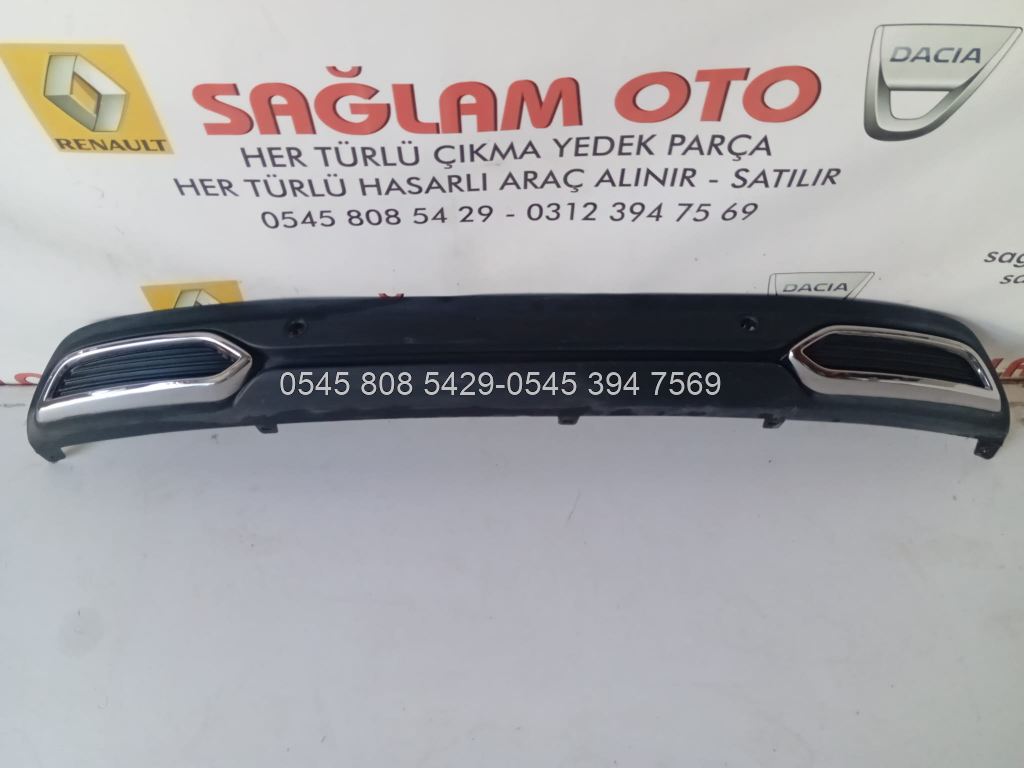 SAĞLAM OTO
HER TÜRLÜ ÇIKMA YEDEK PARÇA
HER TÜRLÜ HASARLI ARAÇ ALINIR - SATILIR
0545 808 54 29 - 0312 394 75 69
RENAULT
DACIA
DACIA
0545 808 5429-0545 394 7569